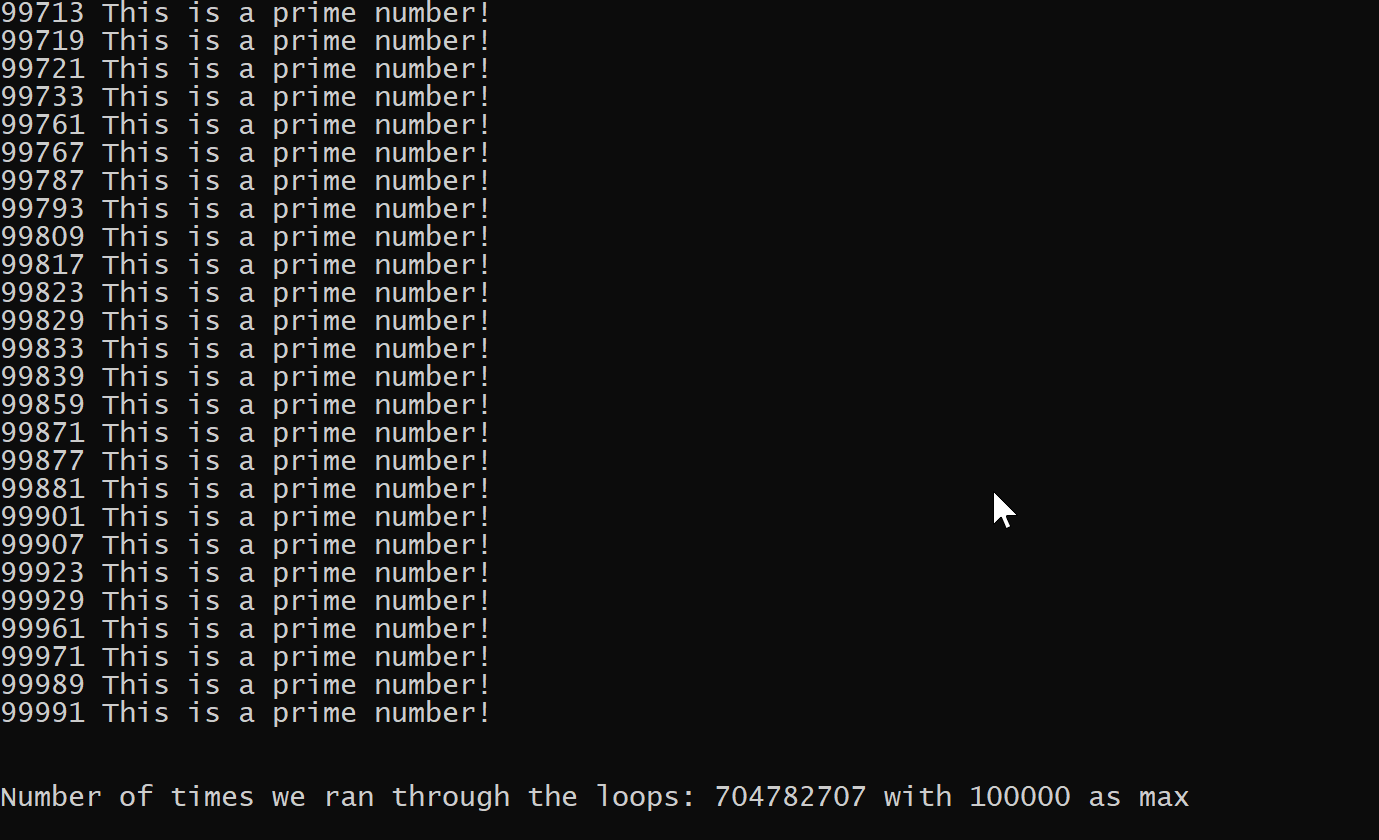 99713 This is a prime number!
99719 This is a prime number!
99721 This is a prime number!
99733 This is a prime number!
99761 This is a prime number!
99767 This is a prime number!
99787 This is a prime number!
99793 This is a prime number!
99809 This is a prime number!
99817 This is a prime number!
99823 This is a prime number!
99829 This is a prime number!
99833 This is a prime number!
99839 This is a prime number!
99859 This is a prime number!
99871 This is a prime number!
99877 This is a prime number!
99881 This is a prime number!
99901 This is a prime number!
99907 This is a prime number!
99923 This is a prime number!
99929 This is a prime number!
99961 This is a prime number!
99971 This is a prime number!
99989 This is a prime number!
99991 This is a prime number!
Number of times we ran through the loops: 704782707 with 100000 as max